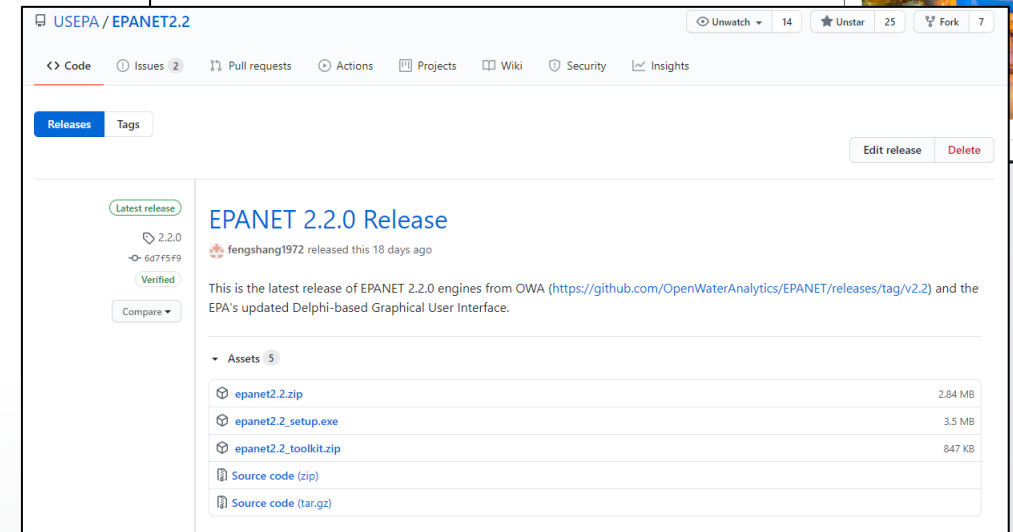 USEPA / EPANET2.2
Unwatch 14 Unstar 25 Fork 7
<> Code Issues 2 Pull requests Actions Projects Wiki Security Insights
Releases Tags
Edit release Delete
Latest release
2.2.0
6d7f5f9
Verified
Compare
EPANET 2.2.0 Release
fengshang1972 released this 18 days ago
This is the latest release of EPANET 2.2.0 engines from OWA (https://github.com/OpenWaterAnalytics/EPANET/releases/tag/v2.2) and the
EPA's updated Delphi-based Graphical User Interface.
Assets 5
epanet2.2.zip 2.84 MB
epanet2.2_setup.exe 3.5 MB
epanet2.2_toolkit.zip 847 KB
Source code (zip)
Source code (tar.gz)